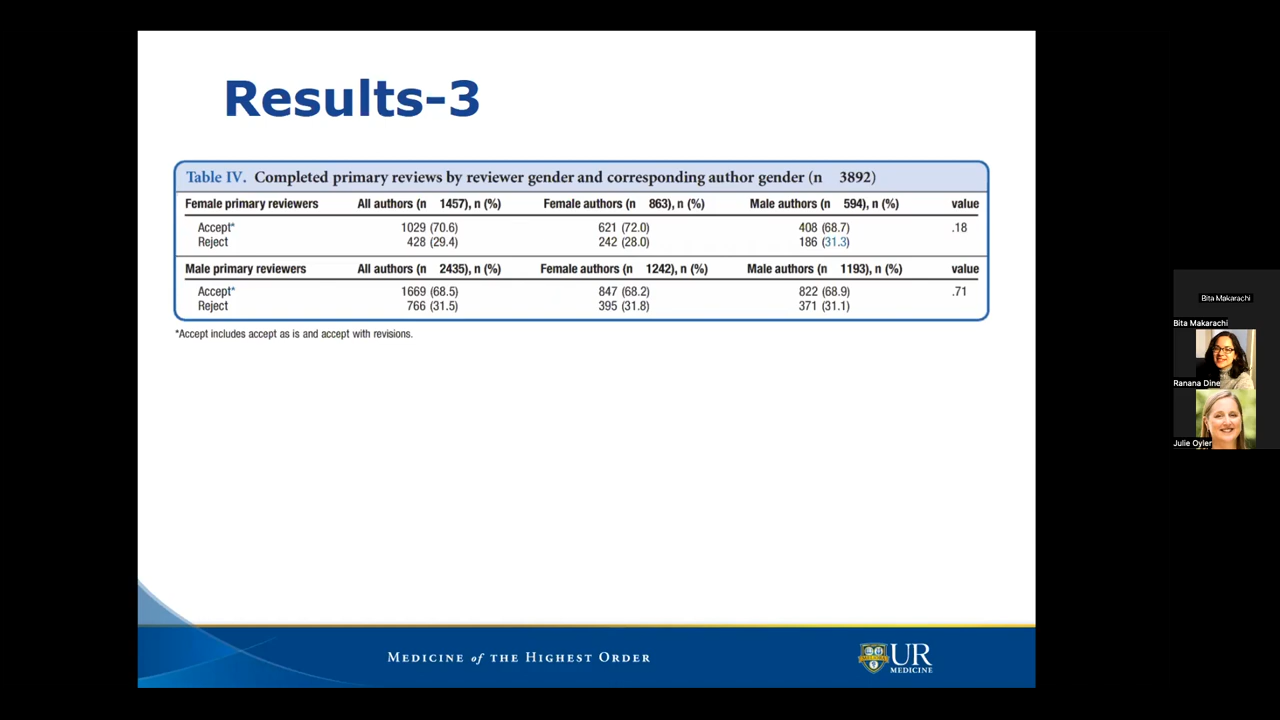 Results-3
Table IV. Completed primary reviews by reviewer gender and corresponding author gender (n 3892)
Female primary reviewers All authors (n 1457), n (%) Female authors (n 863), n (%) Male authors (n 594), n (%) value
Accept* 1029 (70.6) 621 (72.0) 408 (68.7) .18
Reject 428 (29.4) 242 (28.0) 186 (31.3)
Male primary reviewers All authors (n 2435), n (%) Female authors (n 1242), n (%) Male authors (n 1193), n (%) value
Accept* 1669 (68.5) 847 (68.2) 822 (68.9) .71
Reject 766 (31.5) 395 (31.8) 371 (31.1)
*Accept includes accept as is and accept with revisions.
Bita Makarachi
Bita Makarachi
Ranana Dine
Julie Oyler
MEDICINE of THE HIGHEST ORDER
UR
MEDICINE